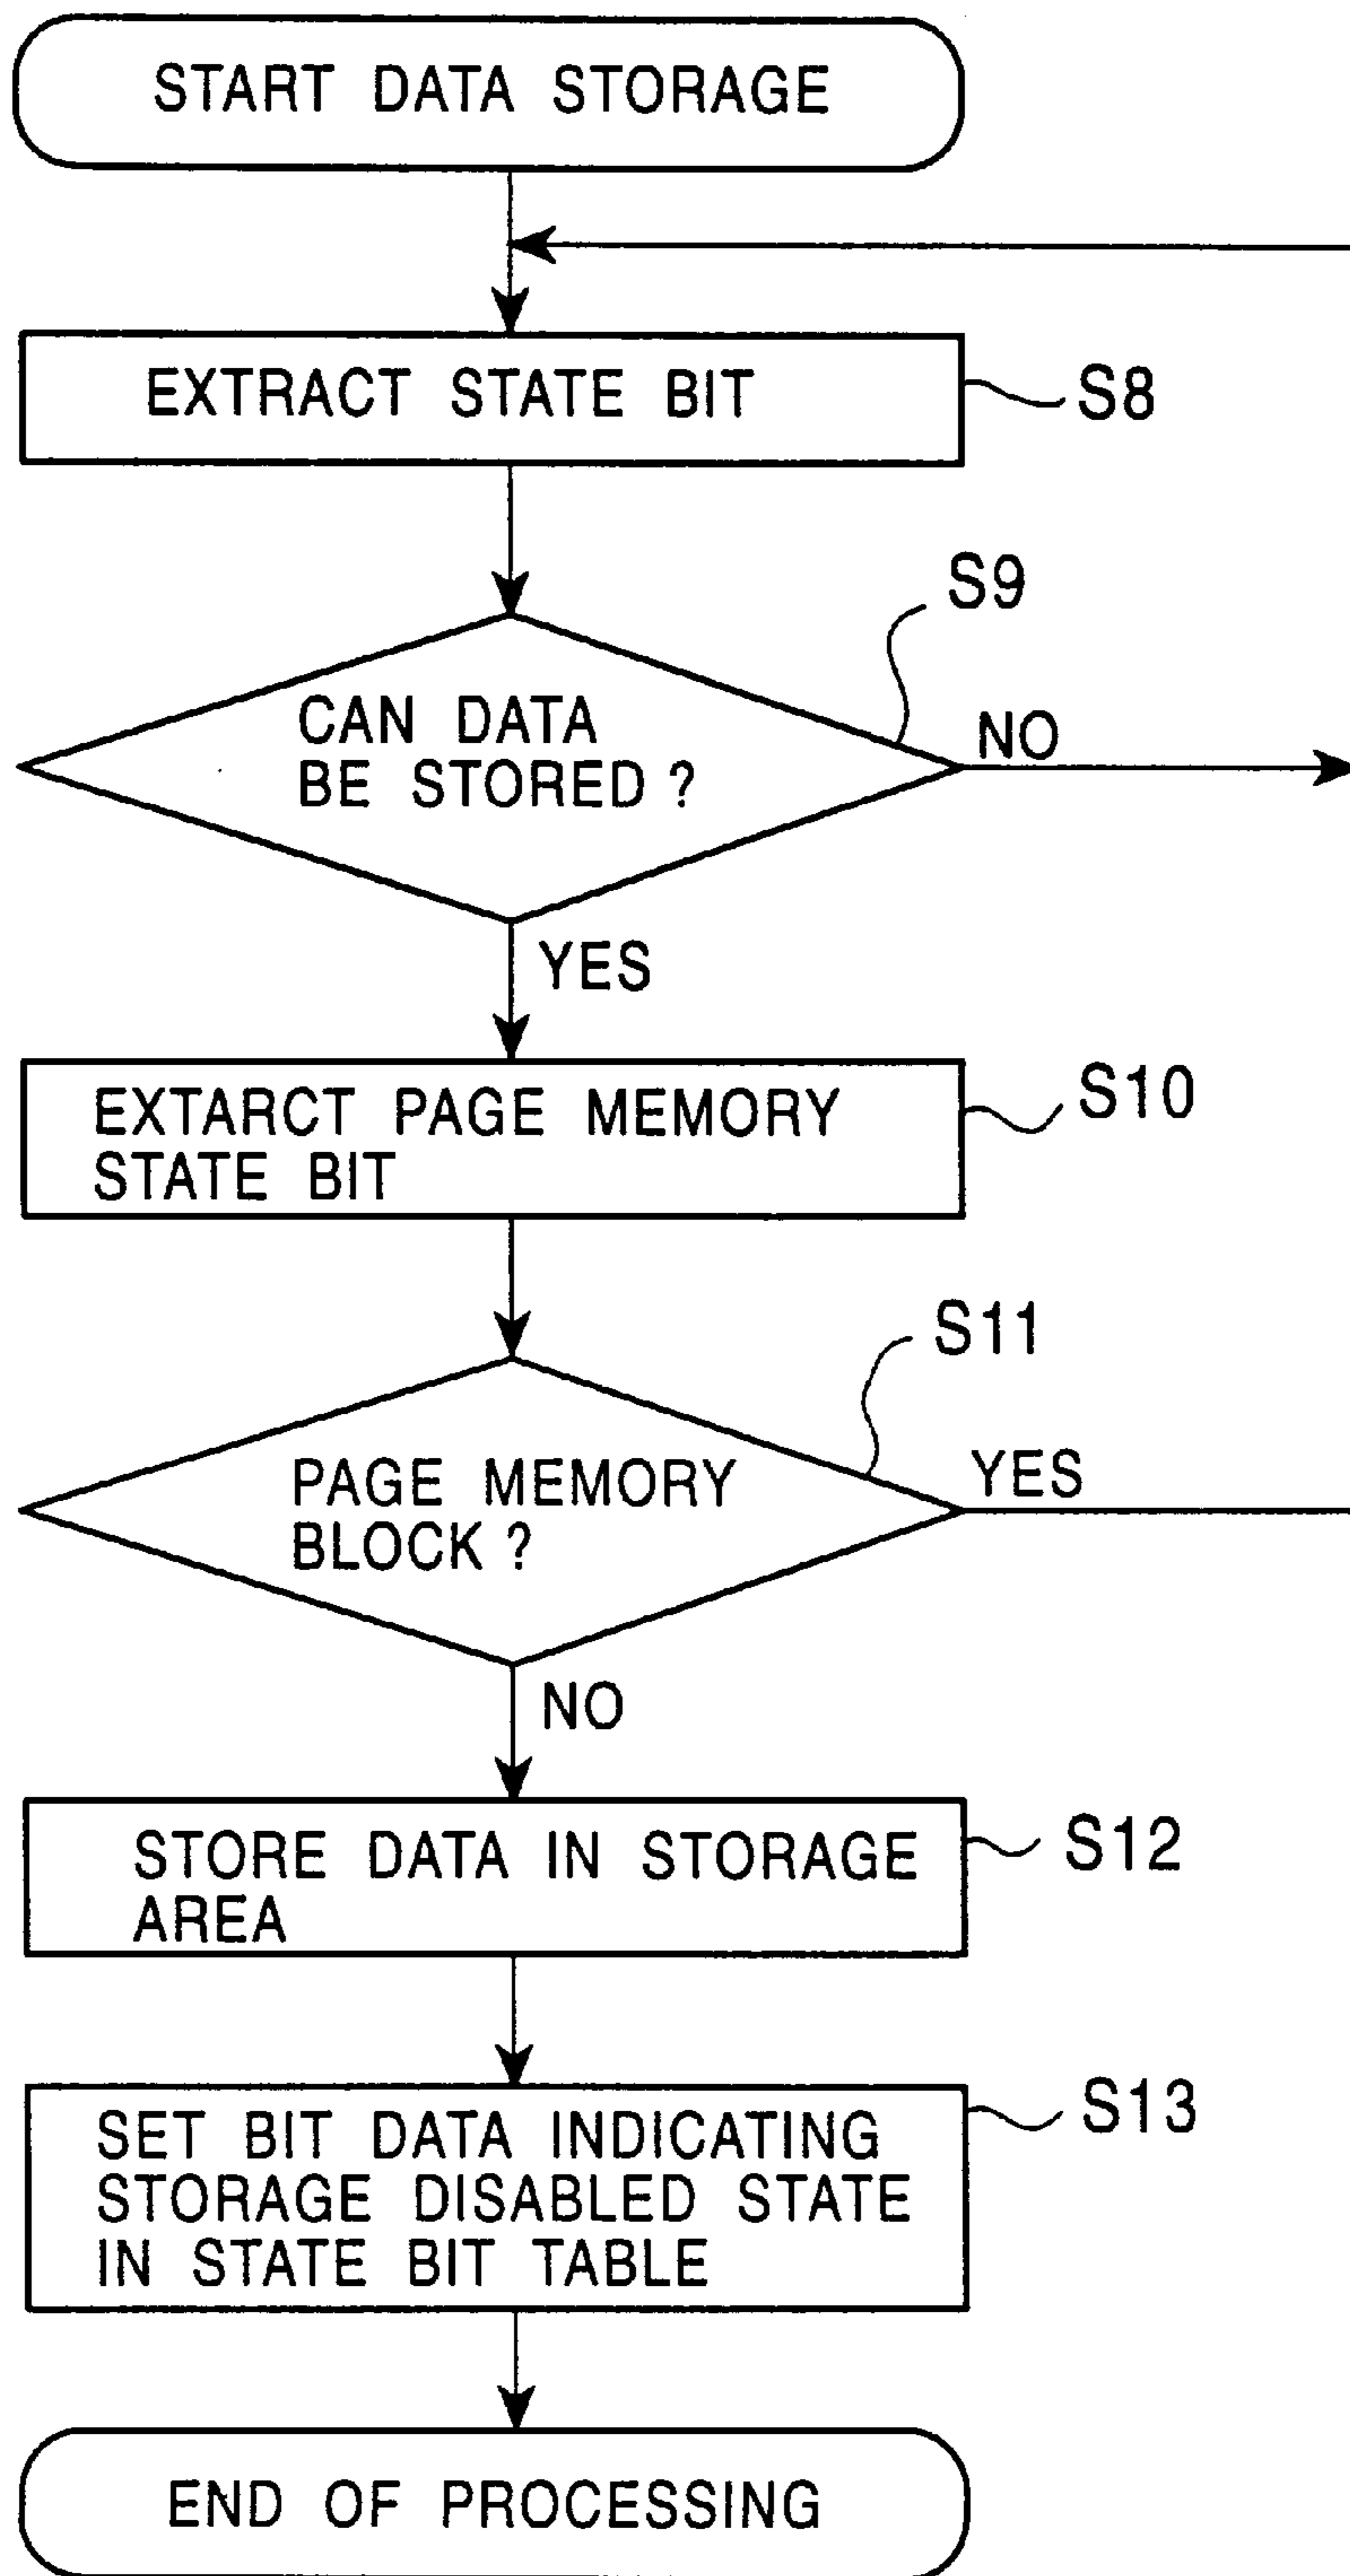 START DATA STORAGE
EXTRACT STATE BIT
S8
S9
CAN DATA
BE STORED ?
NO
YES
EXTARCT PAGE MEMORY
STATE BIT
S10
S11
PAGE MEMORY
BLOCK ?
YES
NO
STORE DATA IN STORAGE
AREA
S12
SET BIT DATA INDICATING
STORAGE DISABLED STATE
IN STATE BIT TABLE
S13
END OF PROCESSING